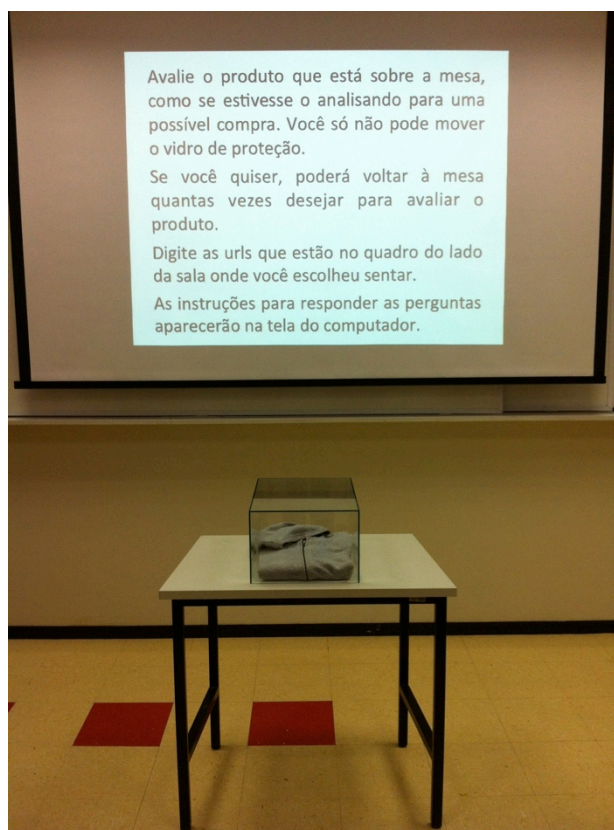 Avalie o produto que está sobre a mesa,
como se estivesse o analisando para uma
possível compra. Você só não pode mover
o vidro de proteção.
Se você quiser, poderá voltar à mesa
quantas vezes desejar para avaliar o
produto.
Digite as urls que estão no quadro do lado
da sala onde você escolheu sentar.
As instruções para responder as perguntas
aparecerão na tela do computador.